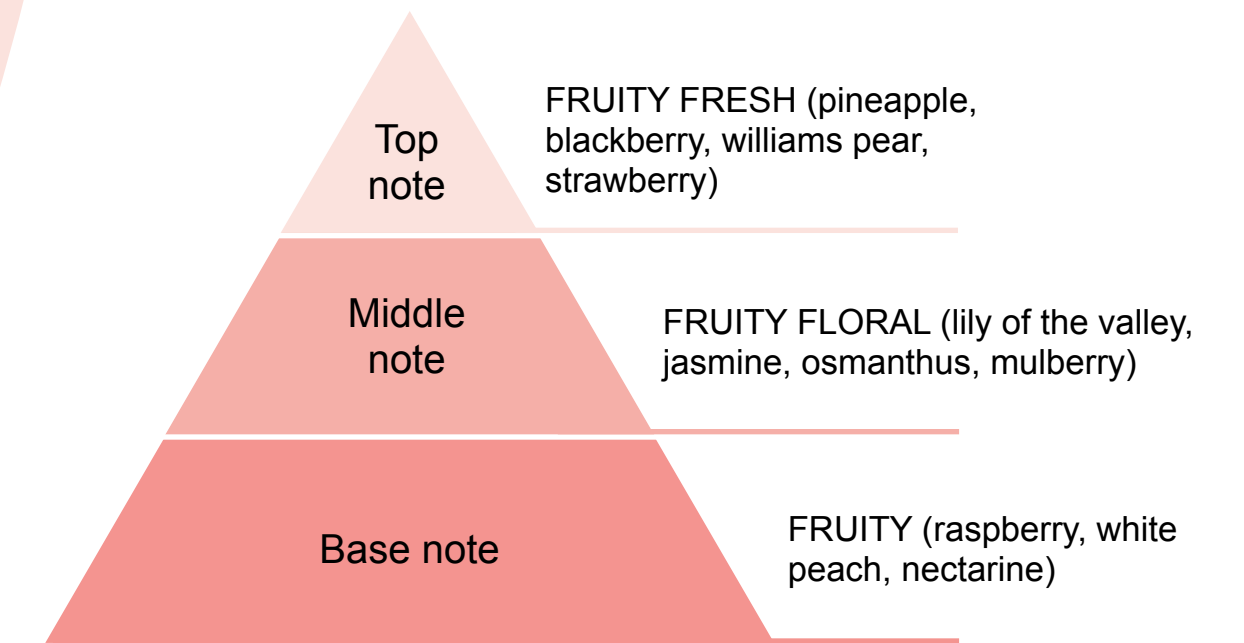 Top
note
FRUITY FRESH (pineapple,
blackberry, williams pear,
strawberry)
Middle
note
FRUITY FLORAL (lily of the valley,
jasmine, osmanthus, mulberry)
Base note
FRUITY (raspberry, white
peach, nectarine)